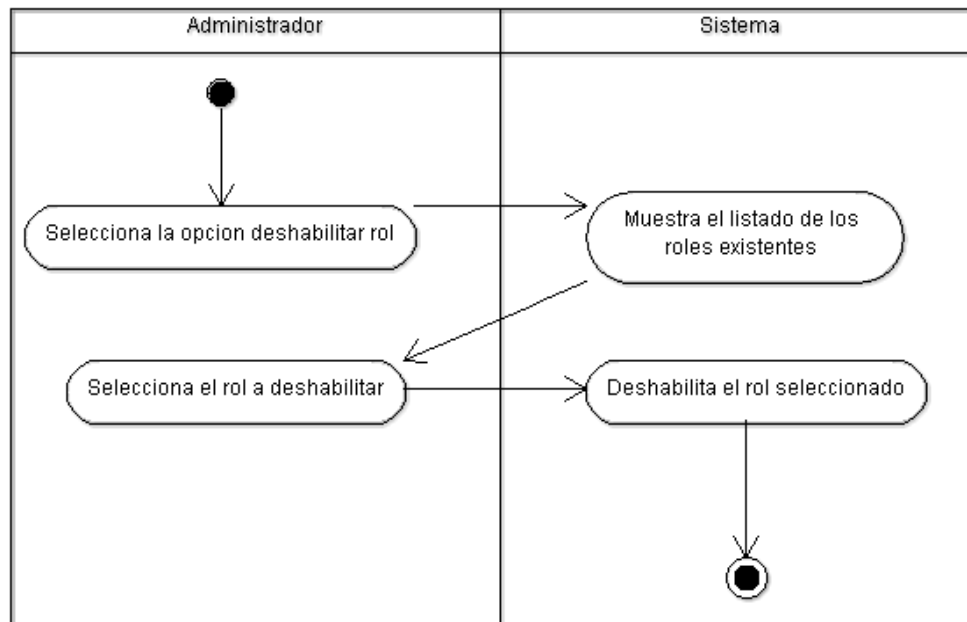 Administrador
Sistema
Selecciona la opcion deshabilitar rol
Muestra el listado de los
roles existentes
Selecciona el rol a deshabilitar
Deshabilita el rol seleccionado